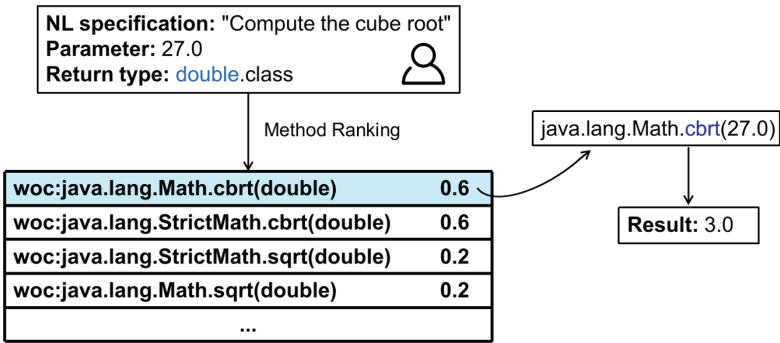 NL specification: "Compute the cube root"
Parameter: 27.0
Return type: double.class
Method Ranking
java.lang.Math.cbrt(27.0)
woc:java.lang.Math.cbrt(double) 0.6
woc:java.lang.StrictMath.cbrt(double) 0.6
Result: 3.0
woc:java.lang.StrictMath.sqrt(double) 0.2
woc:java.lang.Math.sqrt(double) 0.2
...